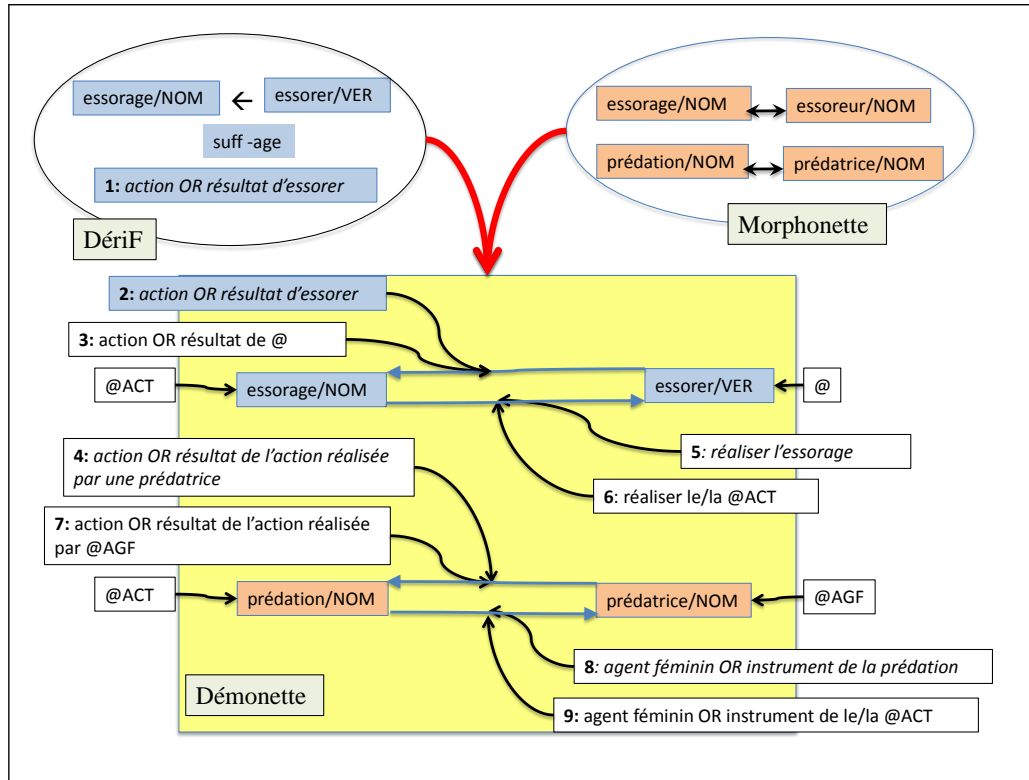 essorage/NOM ← essorer/VER
suff -age
1: action OR résultat d'essorer
DériF
essorage/NOM essoreur/NOM
prédation/NOM prédatrice/NOM
Morphonette
2: action OR résultat d'essorer
3: action OR résultat de @
@ACT
essorage/NOM
essorer/VER
@
4: action OR résultat de l'action réalisée
par une prédatrice
5: réaliser l'essorage
6: réaliser le/la @ACT
7: action OR résultat de l'action réalisée
par @AGF
@ACT
prédation/NOM
prédatrice/NOM
@AGF
8: agent féminin OR instrument de la prédation
Démonette
9: agent féminin OR instrument de le/la @ACT